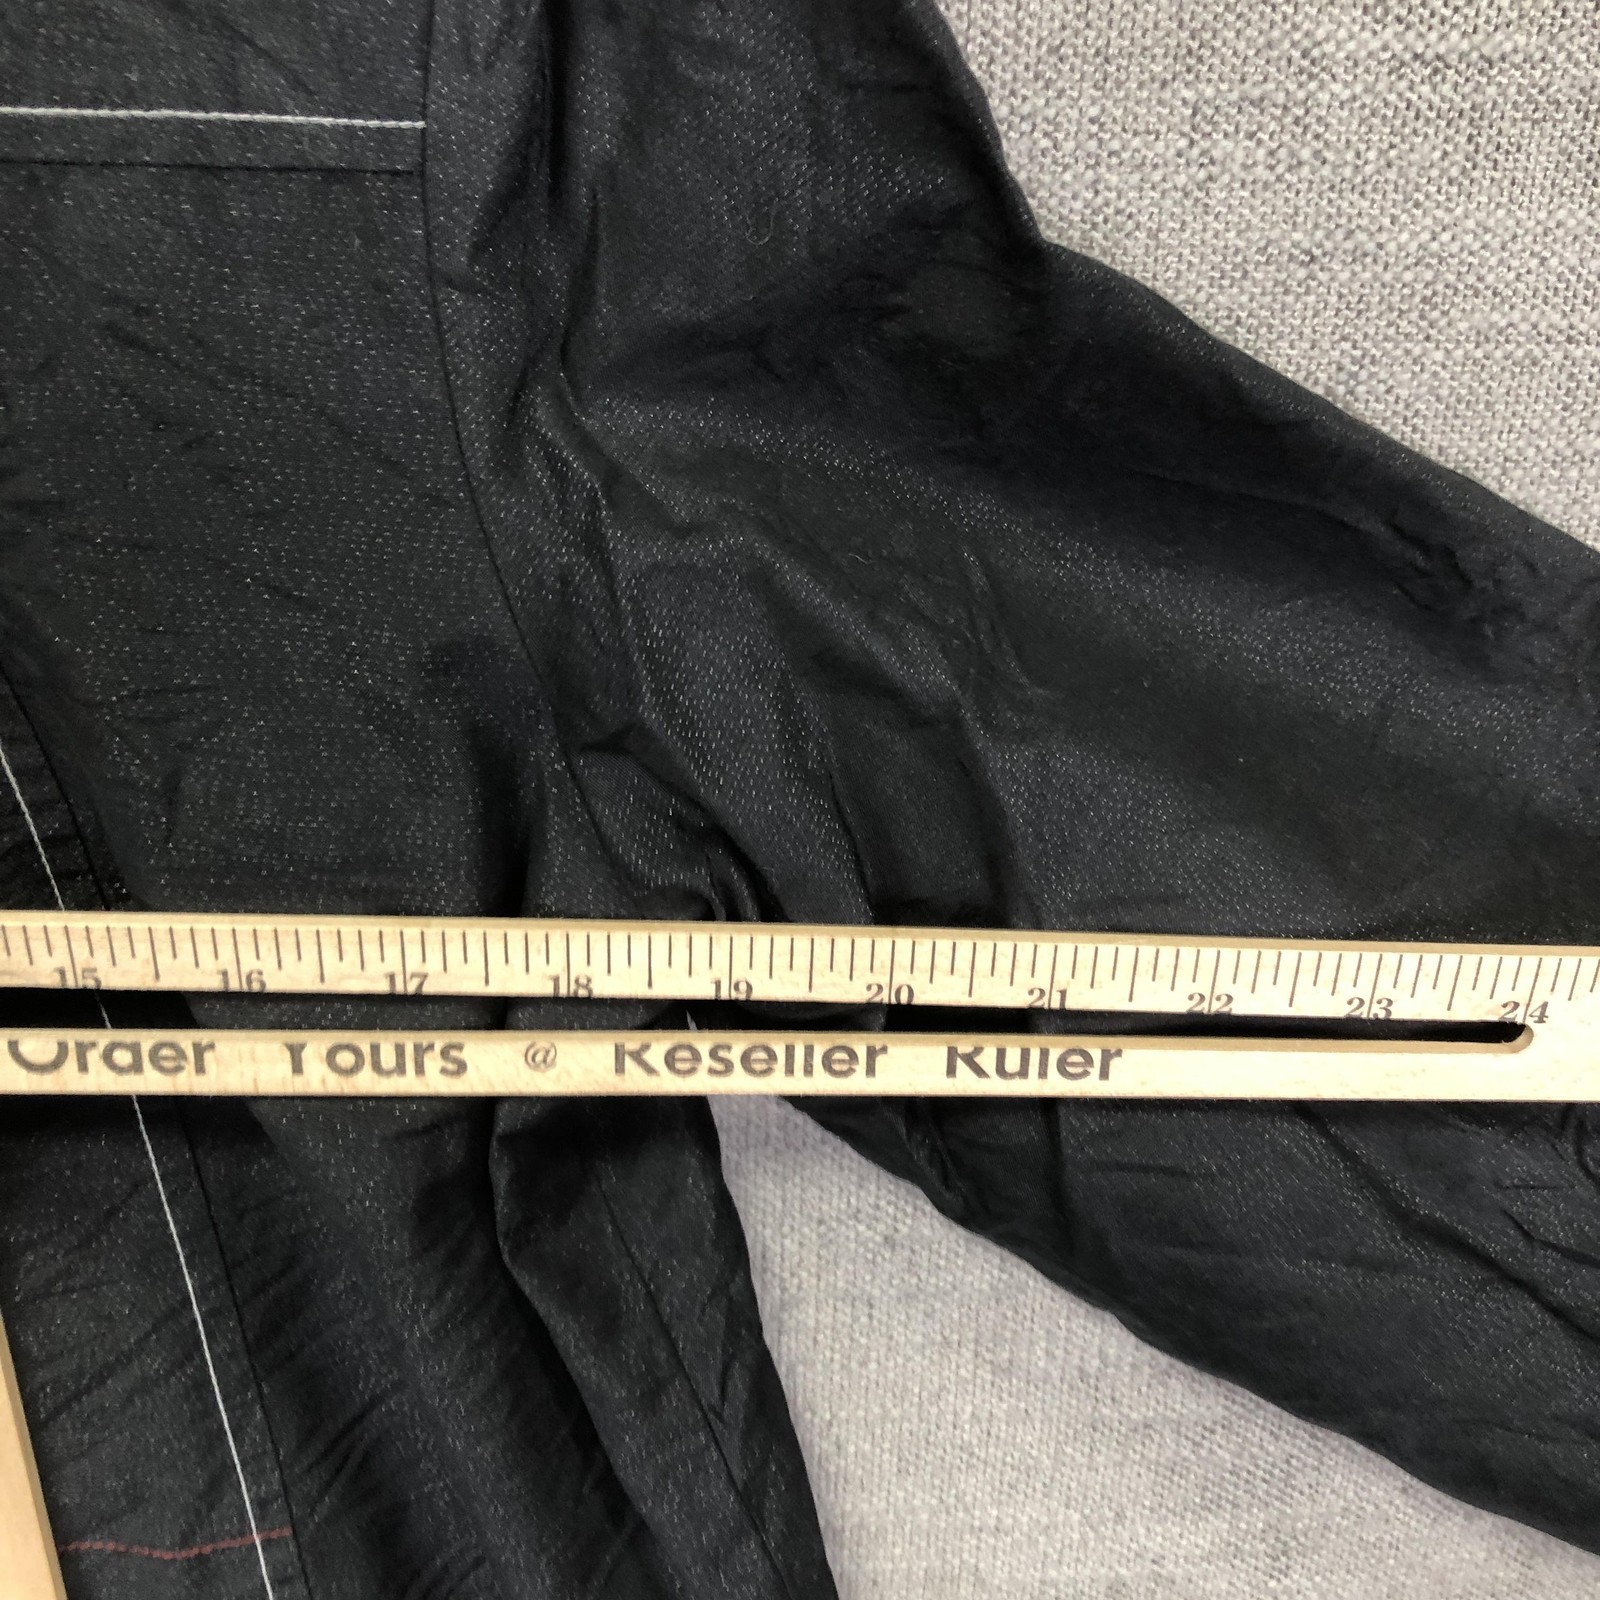 15 16 17 18 19 20 21 22 23 24
Order Yours @ Reseller Ruler